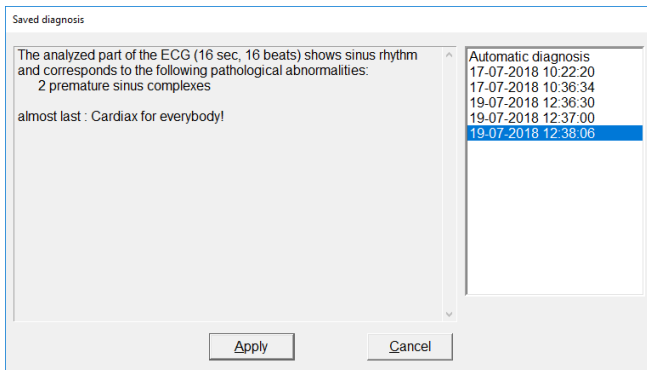 Saved diagnosis
The analyzed part of the ECG (16 sec, 16 beats) shows sinus rhythm
and corresponds to the following pathological abnormalities:
2 premature sinus complexes
almost last : Cardiax for everybody!
Automatic diagnosis
17-07-2018 10:22:20
17-07-2018 10:36:34
19-07-2018 12:36:30
19-07-2018 12:37:00
19-07-2018 12:38:06
Apply
Cancel